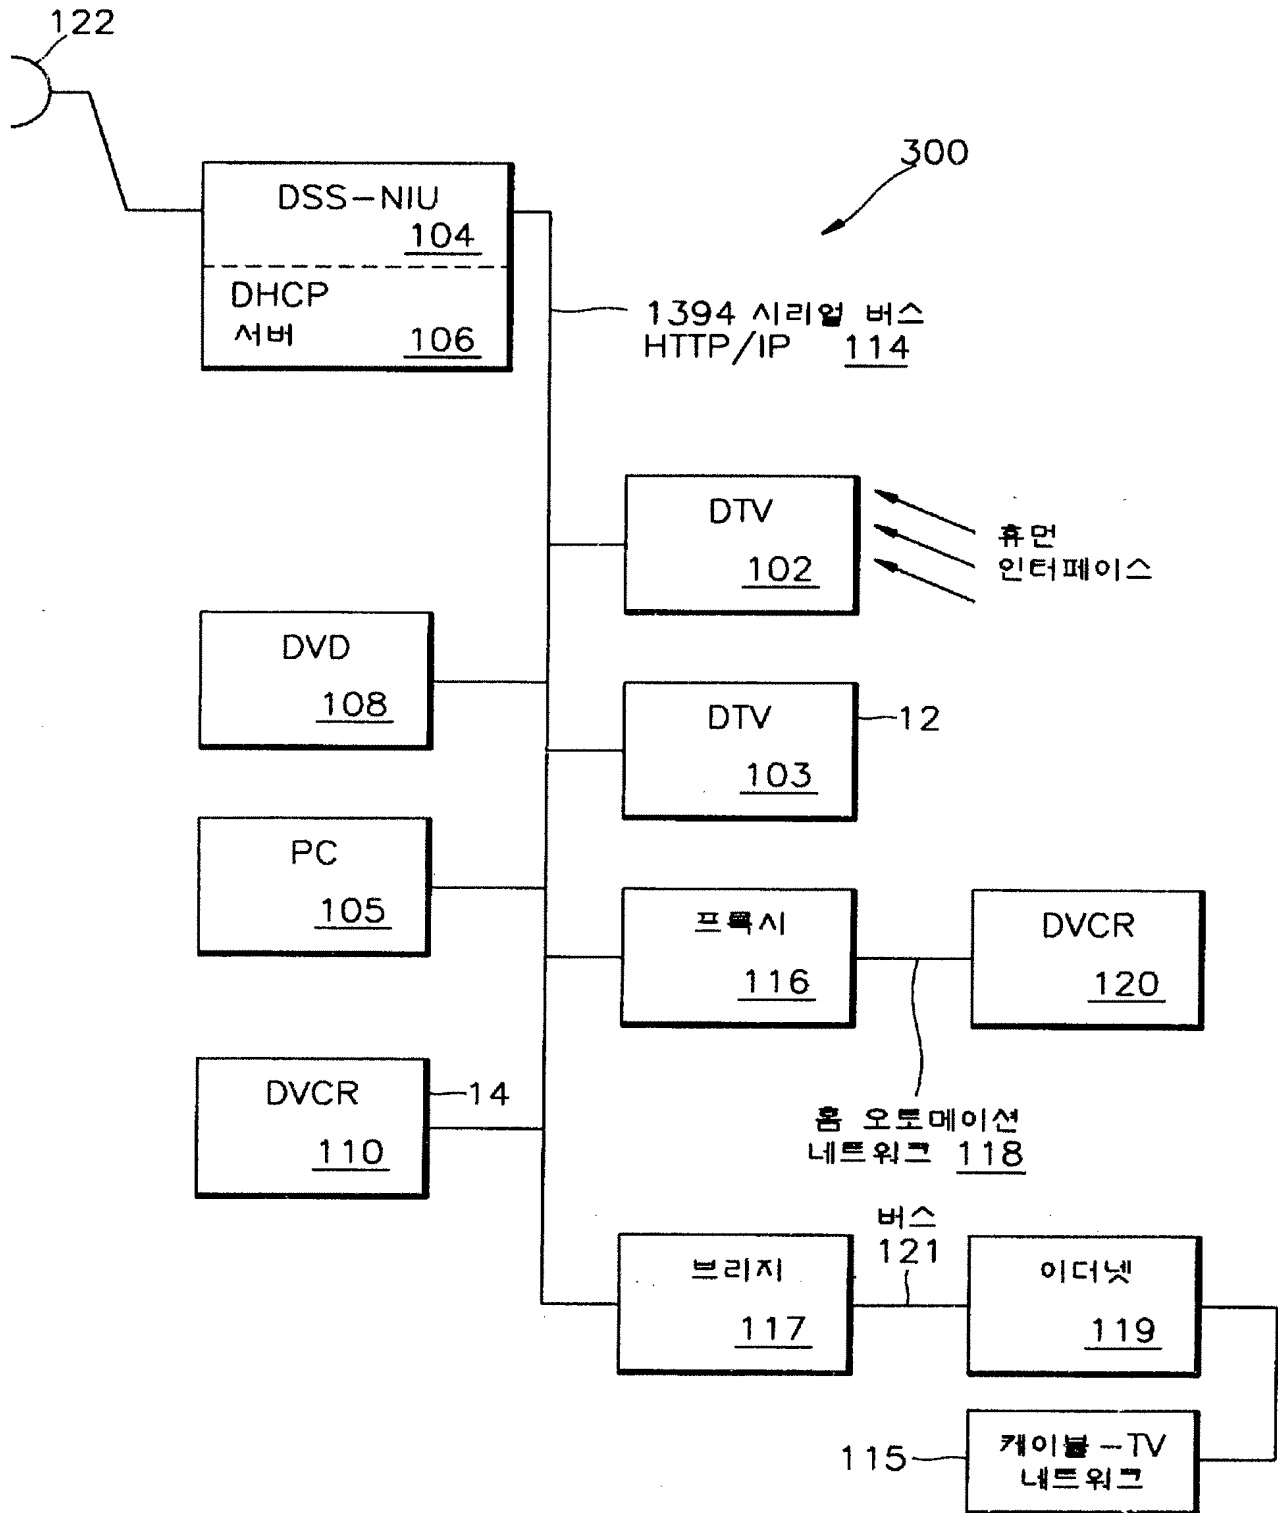 122
300
DSS-NIU
104
DHCP
서버
106
1394 시리얼 버스
HTTP/IP 114
DTV
102
휴먼
인터페이스
DVD
108
DTV
103
12
PC
105
프록시
116
DVCR
120
DVCR
110
14
홈 오토메이션
네트워크 118
버스
121
브리지
117
이더넷
119
115
케이블-TV
네트워크